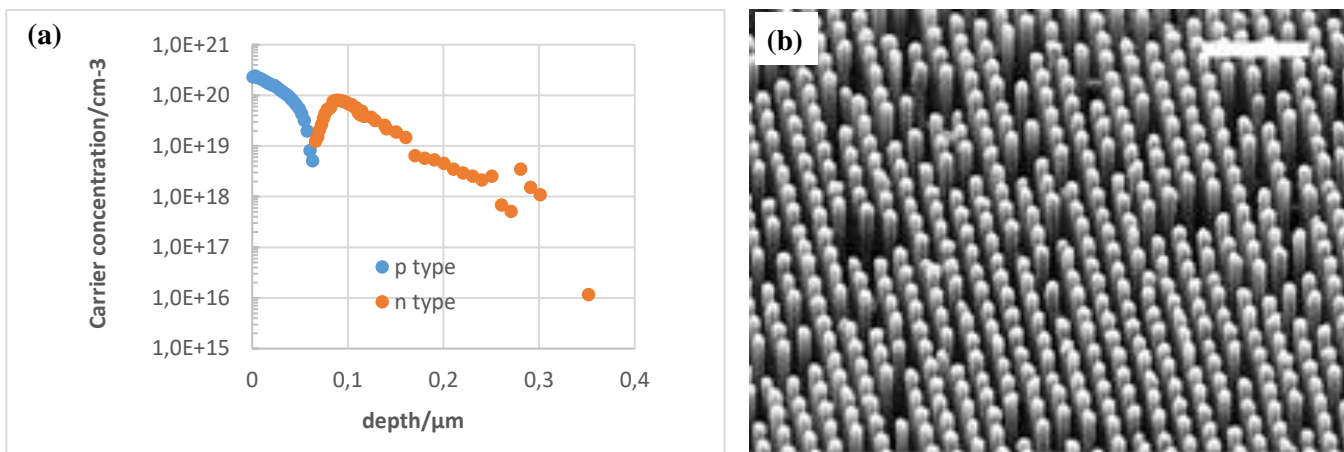 (a)
1,0E+21
1,0E+20
1,0E+19
1,0E+18
1,0E+17
1,0E+16
1,0E+15
Carrier concentration/cm-3
p type
n type
0
0,1
0,2
0,3
0,4
depth/μm
(b)